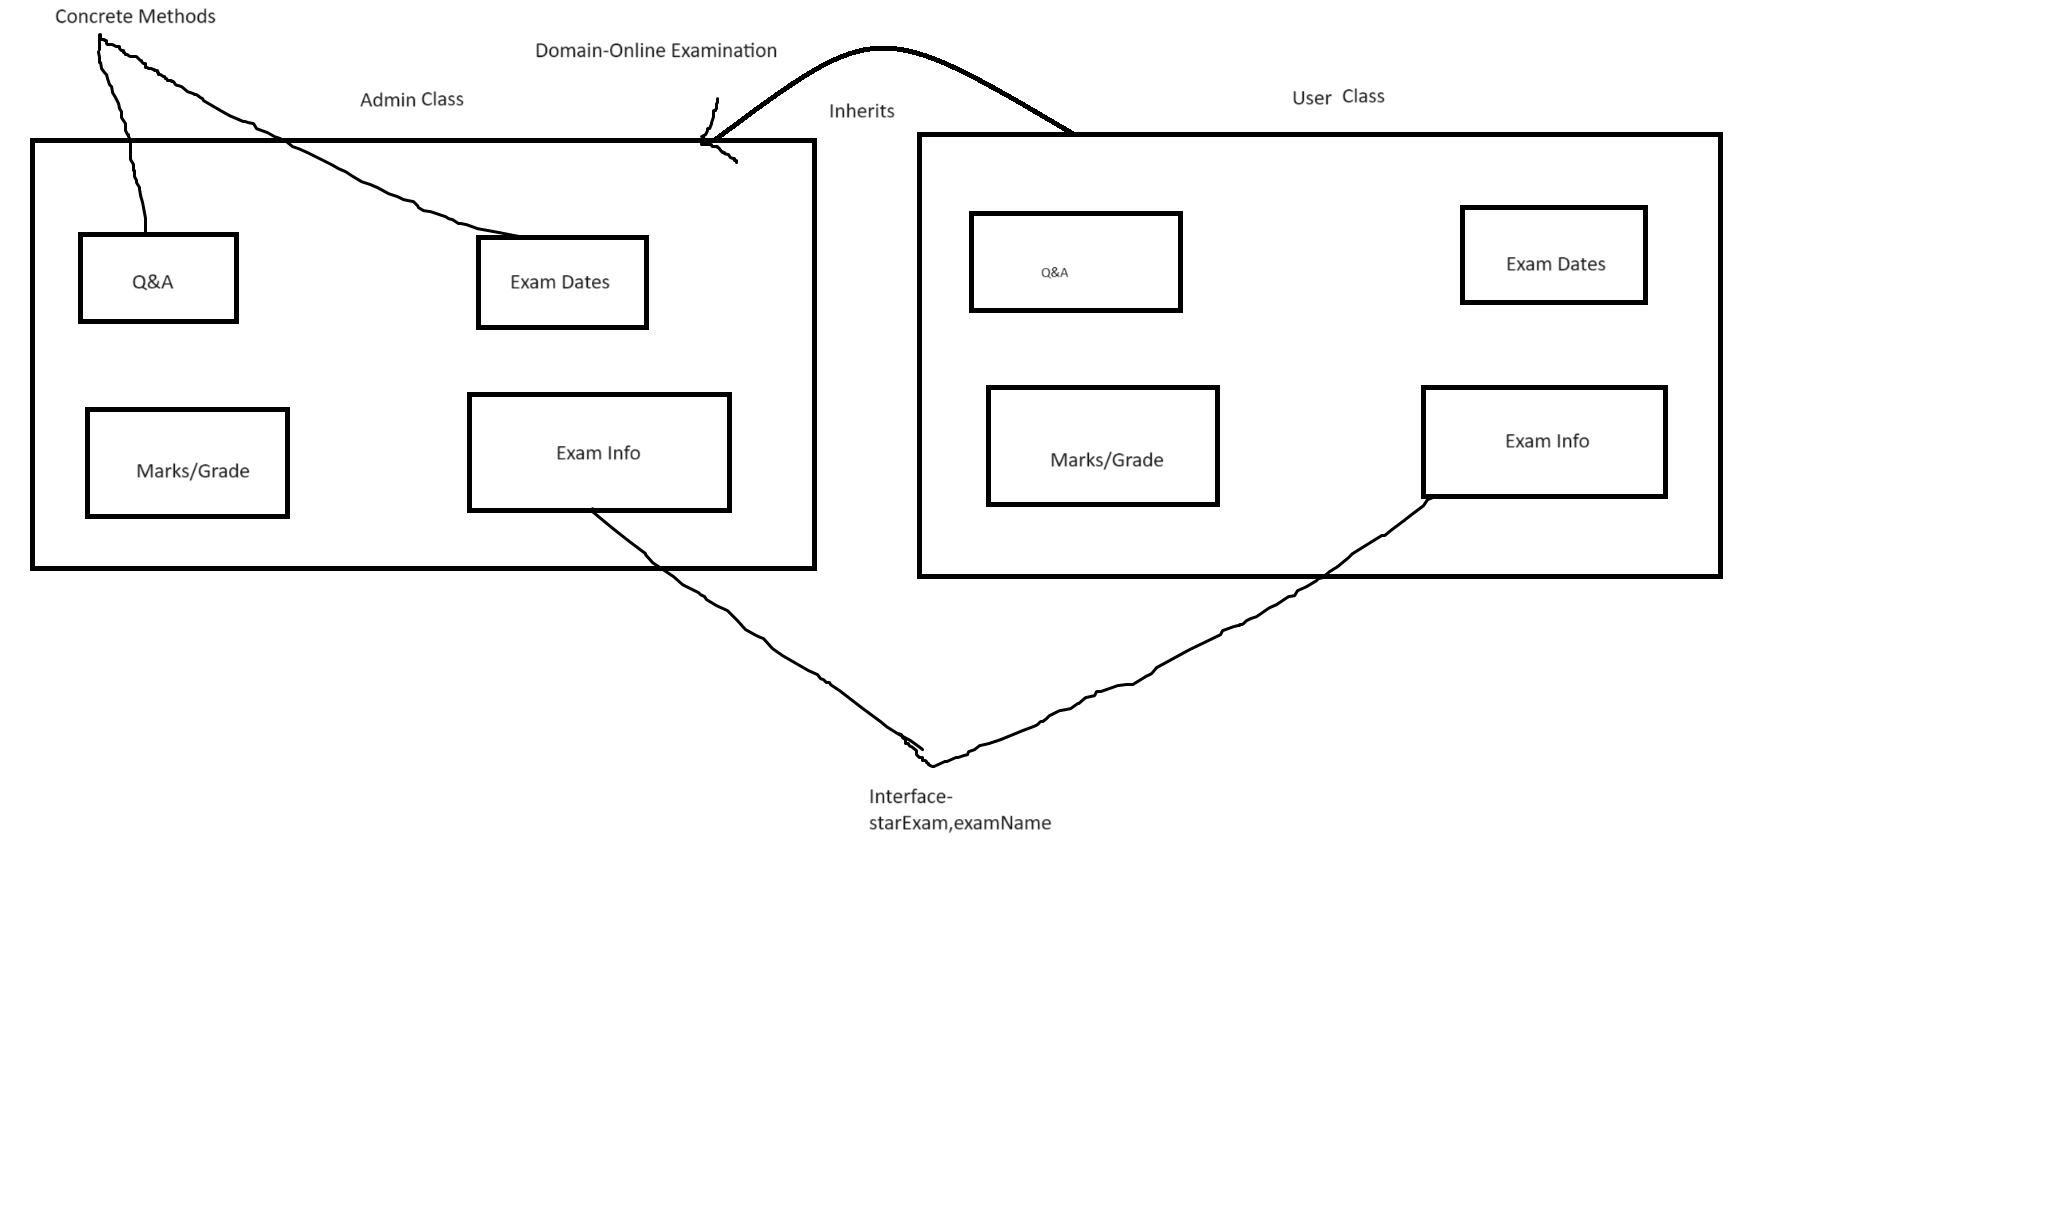 Concrete Methods
Domain-Online Examination
Admin Class
Inherits
User Class
Q&A
Exam Dates
Q&A
Exam Dates
Marks/Grade
Exam Info
Marks/Grade
Exam Info
Interface-
starExam,examName